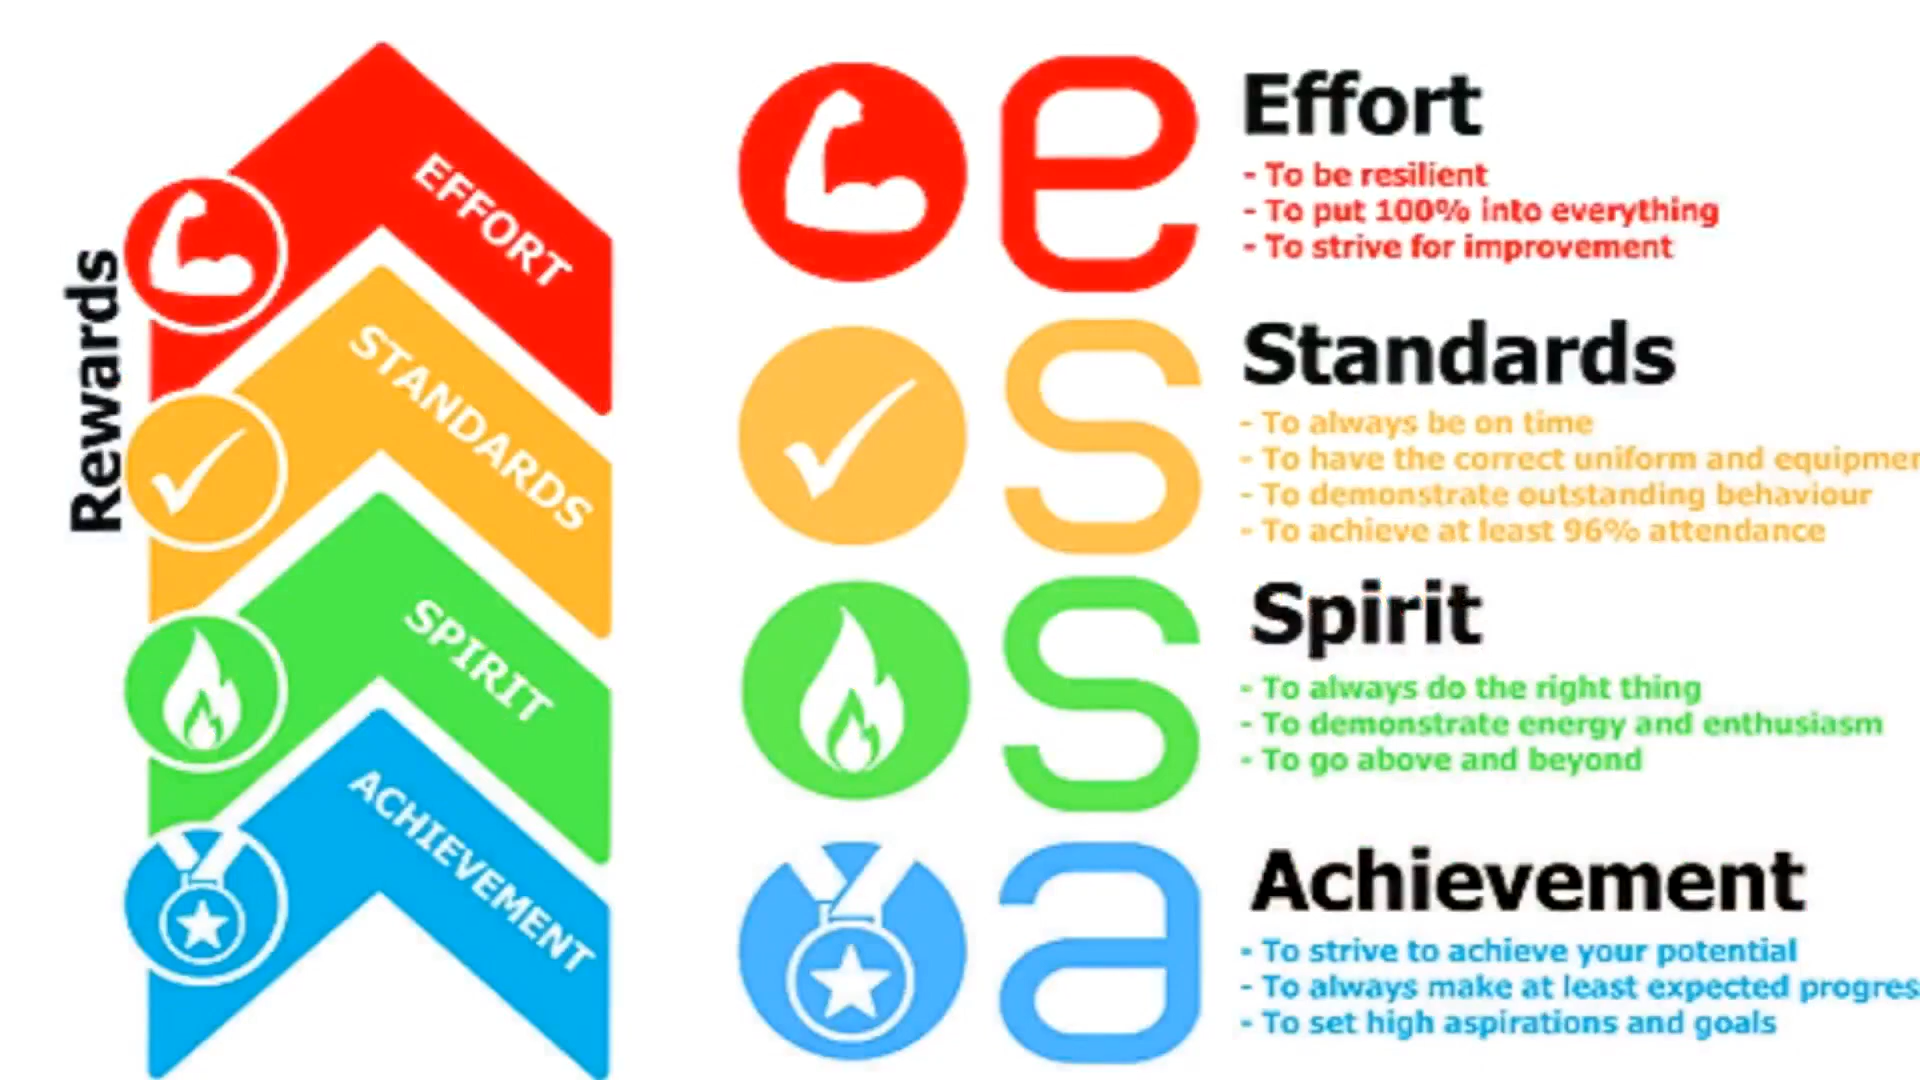 Rewards
EFFORT
STANDARDS
SPIRIT
ACHIEVEMENT
e
Effort
- To be resilient
- To put 100% into everything
- To strive for improvement
s
Standards
- To always be on time
- To have the correct uniform and equipmen
- To demonstrate outstanding behaviour
- To achieve at least 96% attendance
s
Spirit
- To always do the right thing
- To demonstrate energy and enthusiasm
- To go above and beyond
a
Achievement
- To strive to achieve your potential
- To always make at least expected progres
- To set high aspirations and goals